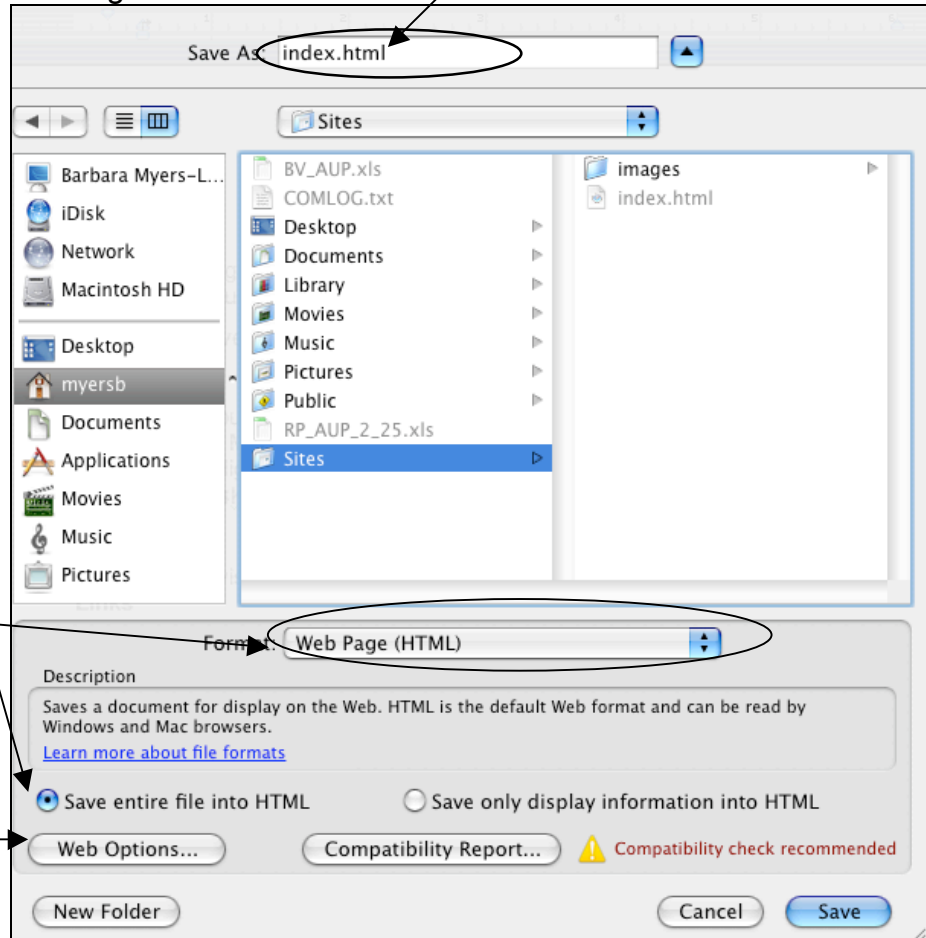 Save As: index.html
Sites
Barbara Myers-L...
iDisk
Network
Macintosh HD
Desktop
myersb
Documents
Applications
Movies
Music
Pictures
BV_AUP.xls
COMLOG.txt
Desktop
Documents
Library
Movies
Music
Pictures
Public
RP_AUP_2_25.xls
Sites
images
index.html
Format: Web Page (HTML)
Description
Saves a document for display on the Web. HTML is the default Web format and can be read by
Windows and Mac browsers.
Learn more about file formats
Save entire file into HTML
Save only display information into HTML
Web Options...
Compatibility Report...
Compatibility check recommended
New Folder
Cancel
Save